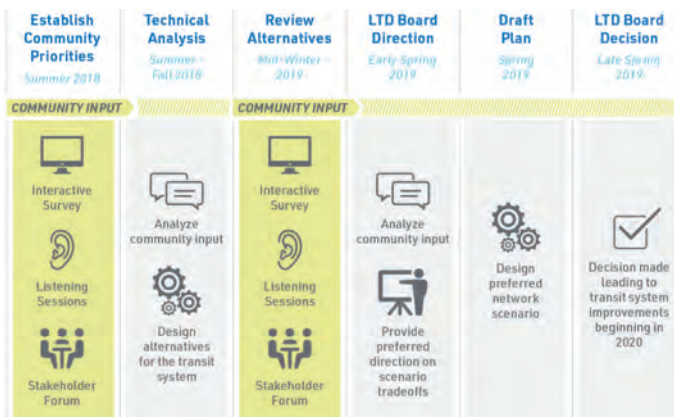 Establish
Community
Priorities
Summer 2018
Technical
Analysis
Summer -
Fall 2018
Review
Alternatives
Mid-Winter -
2019
LTD Board
Direction
Early Spring
2019
Draft
Plan
Spring
2019
LTD Board
Decision
Late Spring
2019
COMMUNITY INPUT
COMMUNITY INPUT
Interactive
Survey
Listening
Sessions
Stakeholder
Forum
Analyze
community input
Design
alternatives
for the transit
system
Interactive
Survey
Listening
Sessions
Stakeholder
Forum
Analyze
community input
Provide
preferred
direction on
scenario
tradeoffs
Design
preferred
network
scenario
Decision made
leading to
transit system
improvements
beginning in
2020